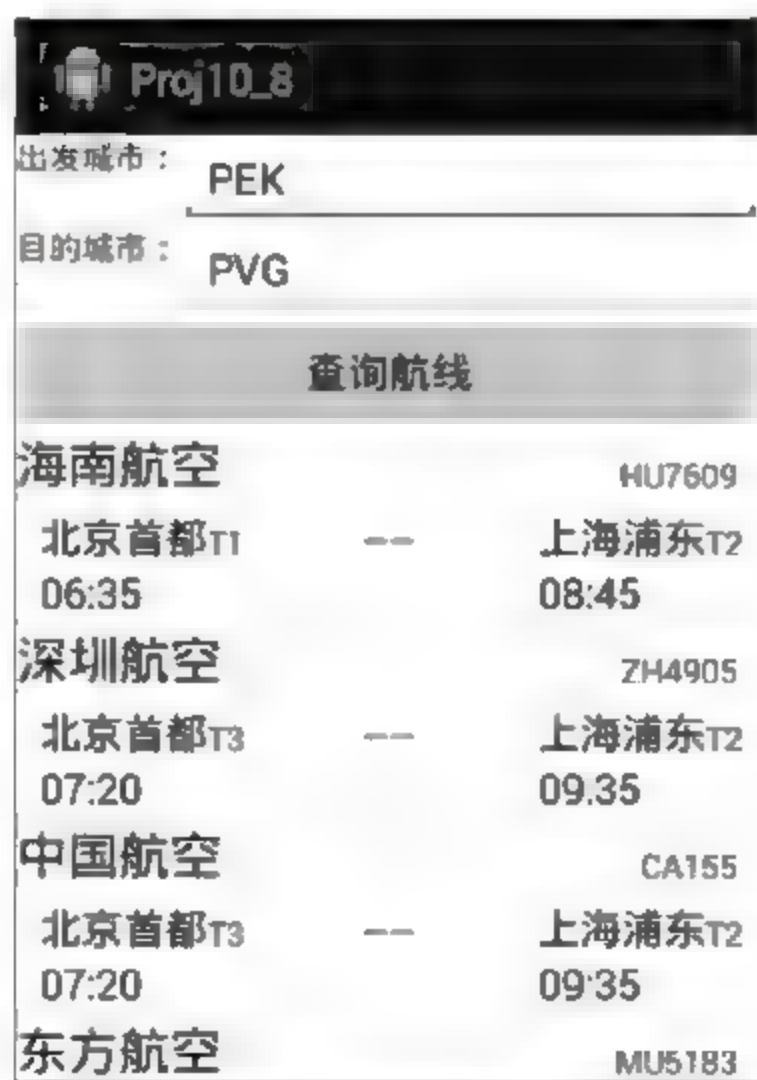 Proj10_8
出发城市：
PEK
目的城市：
PVG
查询航线
海南航空 HU7609
北京首都T1 -- 上海浦东T2
06:35 08:45
深圳航空 ZH4905
北京首都T3 -- 上海浦东T2
07:20 09:35
中国航空 CA155
北京首都T3 -- 上海浦东T2
07:20 09:35
东方航空 MU5183